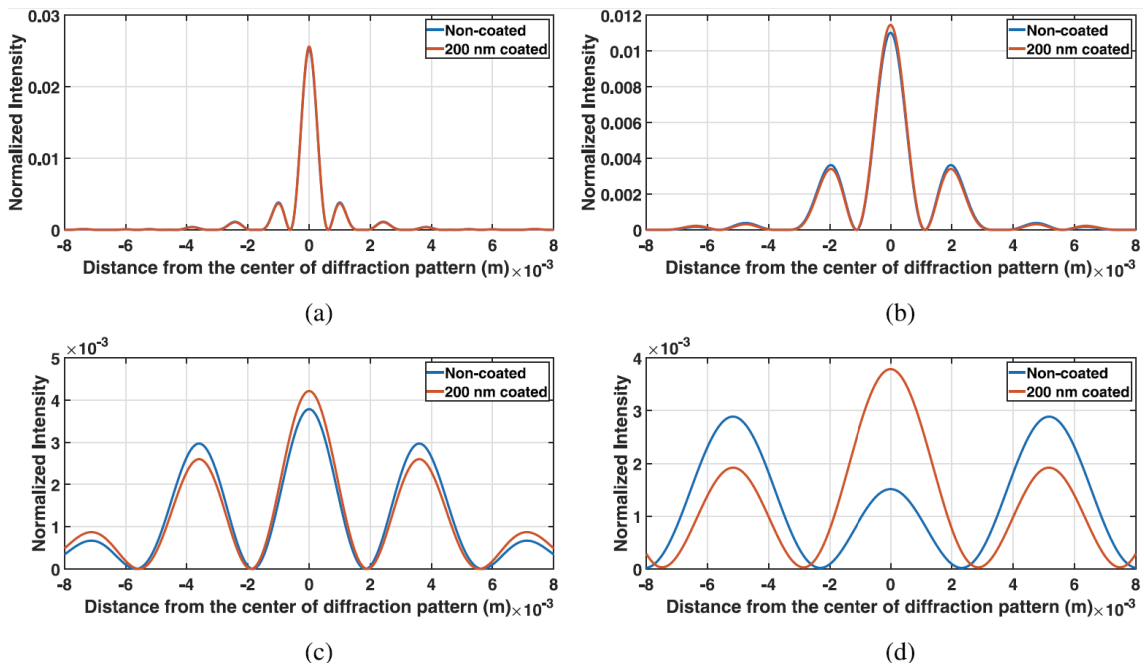 0.03
0.02
0.01
0
Normalized Intensity
Non-coated
200 nm coated
-8 -6 -4 -2 0 2 4 6 8
Distance from the center of diffraction pattern (m) ×10⁻³
(a)
0.012
0.01
0.008
0.006
0.004
0.002
0
Normalized Intensity
Non-coated
200 nm coated
-8 -6 -4 -2 0 2 4 6 8
Distance from the center of diffraction pattern (m) ×10⁻³
(b)
×10⁻³
5
4
3
2
1
0
Normalized Intensity
Non-coated
200 nm coated
-8 -6 -4 -2 0 2 4 6 8
Distance from the center of diffraction pattern (m) ×10⁻³
(c)
×10⁻³
4
3
2
1
0
Normalized Intensity
Non-coated
200 nm coated
-8 -6 -4 -2 0 2 4 6 8
Distance from the center of diffraction pattern (m) ×10⁻³
(d)